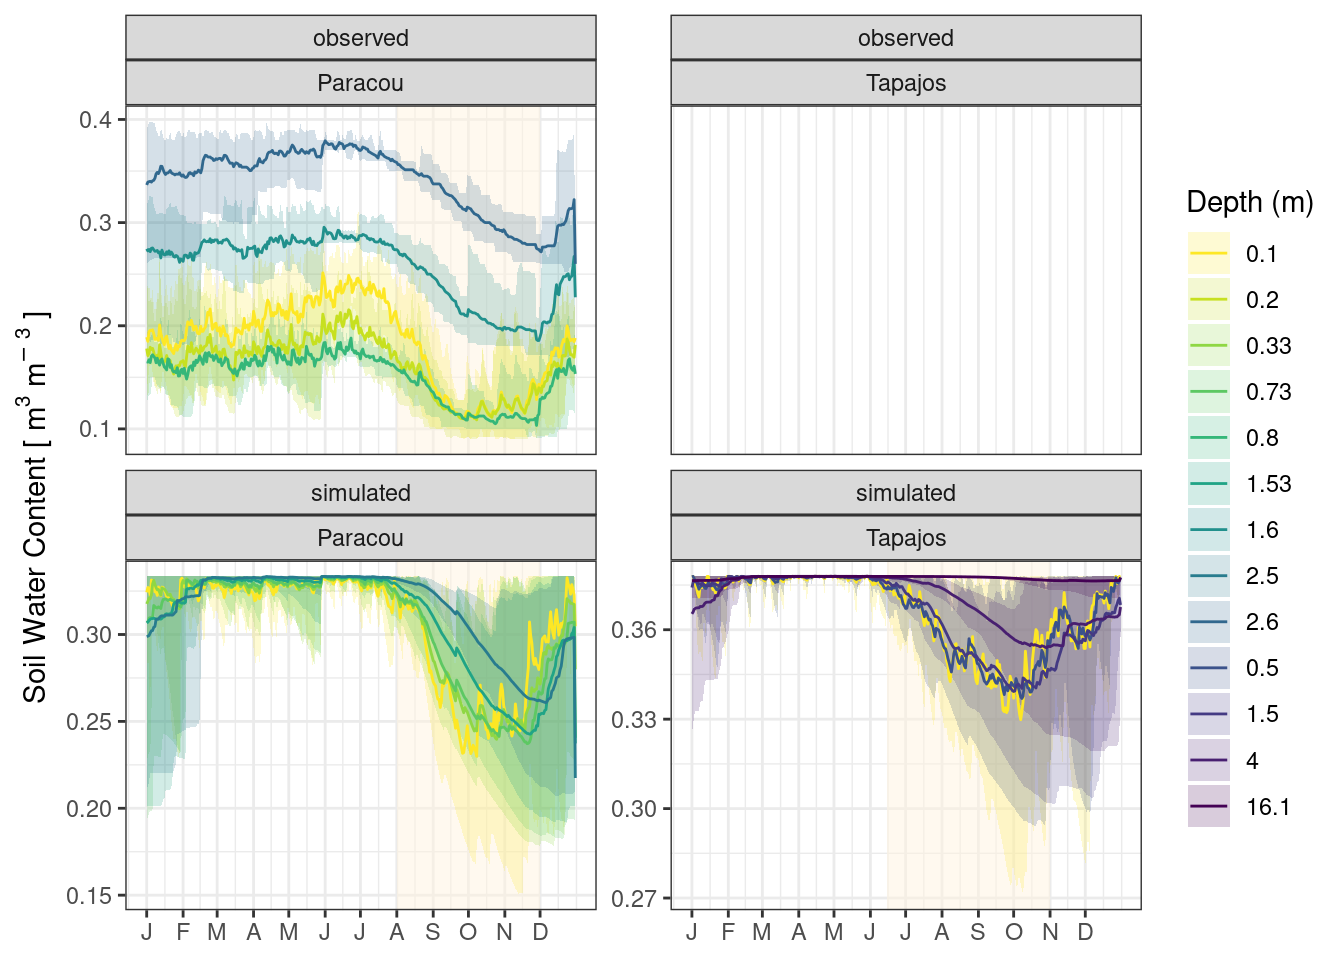 observed
observed
Paracou
Tapajos
0.4
0.3
0.2
0.1
simulated
simulated
Paracou
Tapajos
0.30
0.25
0.20
0.15
0.36
0.33
0.30
0.27
J F M A M J J A S O N D
J F M A M J J A S O N D
Soil Water Content [ m³ m⁻³ ]
Depth (m)
0.1
0.2
0.33
0.73
0.8
1.53
1.6
2.5
2.6
0.5
1.5
4
16.1